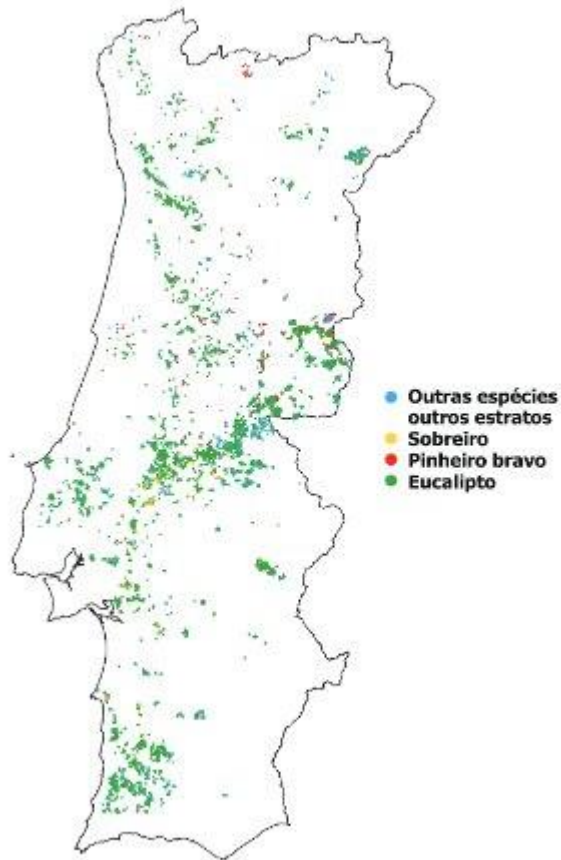 Outras espécies
outros estratos
Sobreiro
Pinheiro bravo
Eucalipto